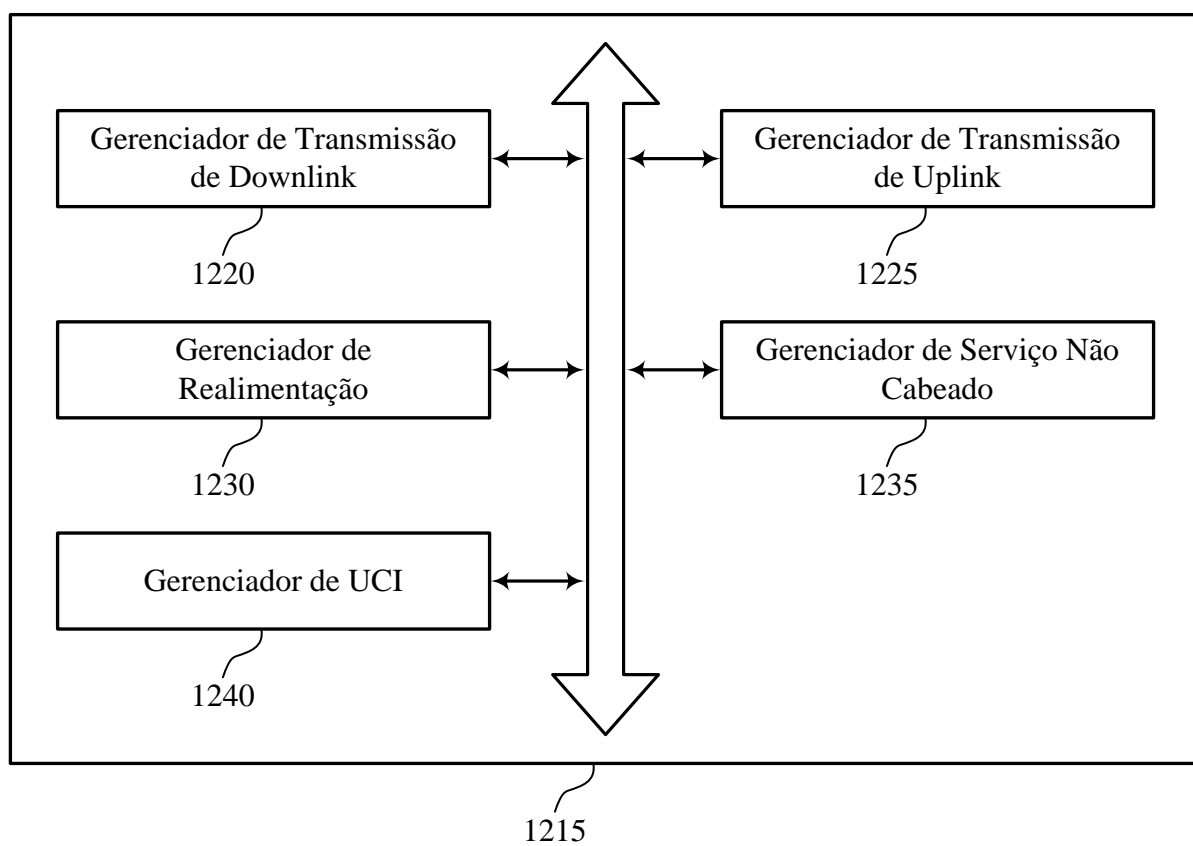 Gerenciador de Transmissão
de Downlink
1220
Gerenciador de Transmissão
de Uplink
1225
Gerenciador de
Realimentação
1230
Gerenciador de Serviço Não
Cabeado
1235
Gerenciador de UCI
1240
1215